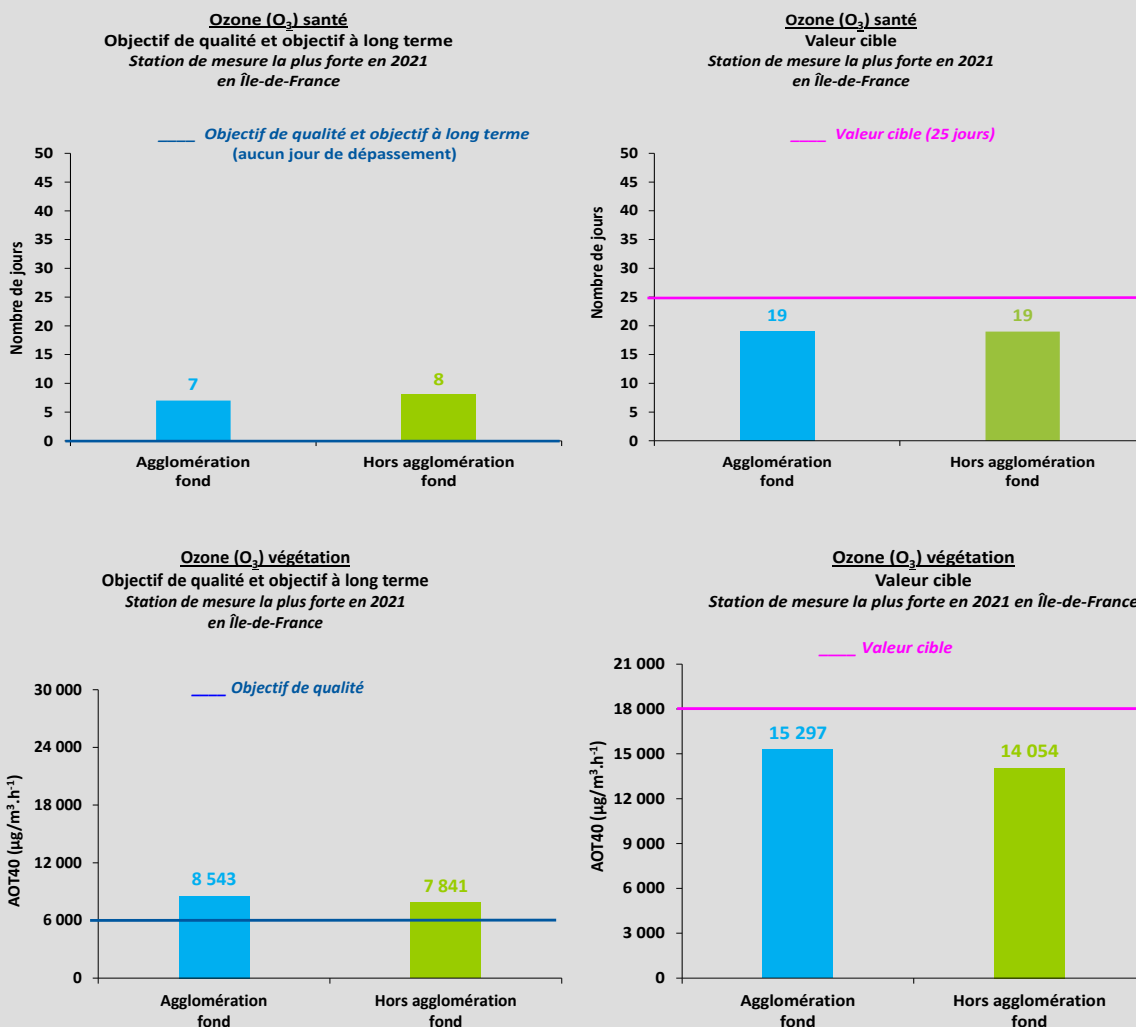 Ozone (O3) santé
Objectif de qualité et objectif à long terme
Station de mesure la plus forte en 2021
en Île-de-France
____ Objectif de qualité et objectif à long terme
(aucun jour de dépassement)
Nombre de jours
50
45
40
35
30
25
20
15
10
5
0
7
8
Agglomération
fond
Hors agglomération
fond
Ozone (O3) santé
Valeur cible
Station de mesure la plus forte en 2021
en Île-de-France
____ Valeur cible (25 jours)
Nombre de jours
50
45
40
35
30
25
20
15
10
5
0
19
19
Agglomération
fond
Hors agglomération
fond
Ozone (O3) végétation
Objectif de qualité et objectif à long terme
Station de mesure la plus forte en 2021
en Île-de-France
____ Objectif de qualité
AOT40 (µg/m³.h-1)
30 000
24 000
18 000
12 000
6 000
0
8 543
7 841
Agglomération
fond
Hors agglomération
fond
Ozone (O3) végétation
Valeur cible
Station de mesure la plus forte en 2021 en Île-de-France
____ Valeur cible
AOT40 (µg/m³.h-1)
21 000
18 000
15 000
12 000
9 000
6 000
3 000
0
15 297
14 054
Agglomération
fond
Hors agglomération
fond